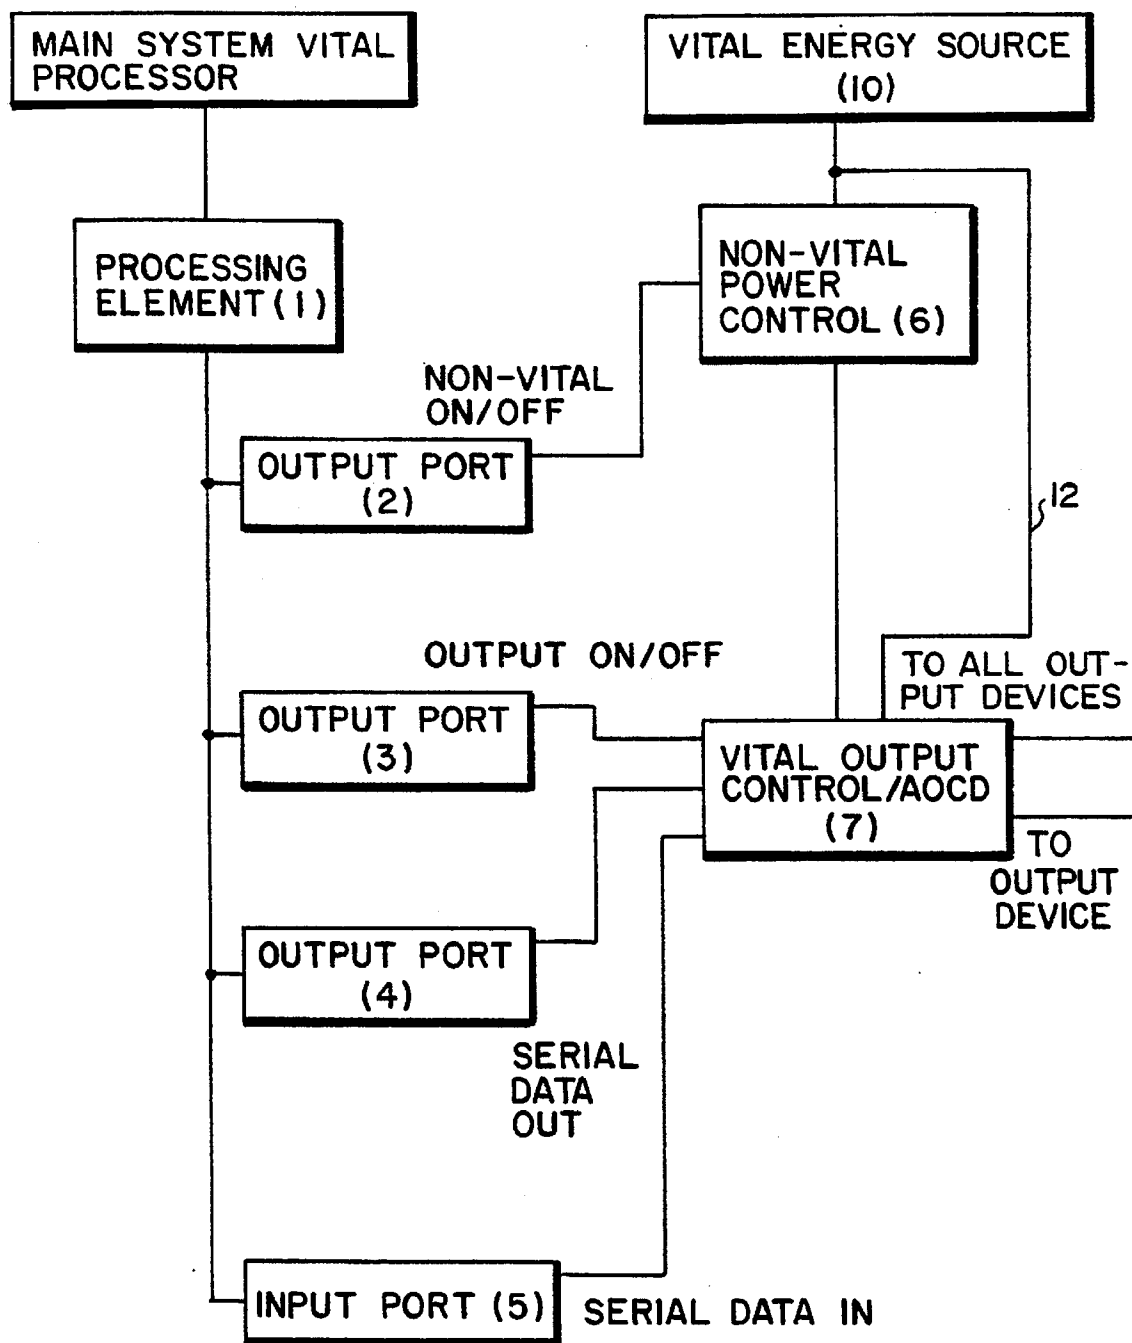 MAIN SYSTEM VITAL
PROCESSOR
VITAL ENERGY SOURCE
(10)
PROCESSING
ELEMENT (1)
NON-VITAL
POWER
CONTROL (6)
NON-VITAL
ON/OFF
OUTPUT PORT
(2)
12
OUTPUT ON/OFF
TO ALL OUT-
PUT DEVICES
OUTPUT PORT
(3)
VITAL OUTPUT
CONTROL/AOCD
(7)
TO
OUTPUT
DEVICE
OUTPUT PORT
(4)
SERIAL
DATA
OUT
INPUT PORT (5)
SERIAL DATA IN